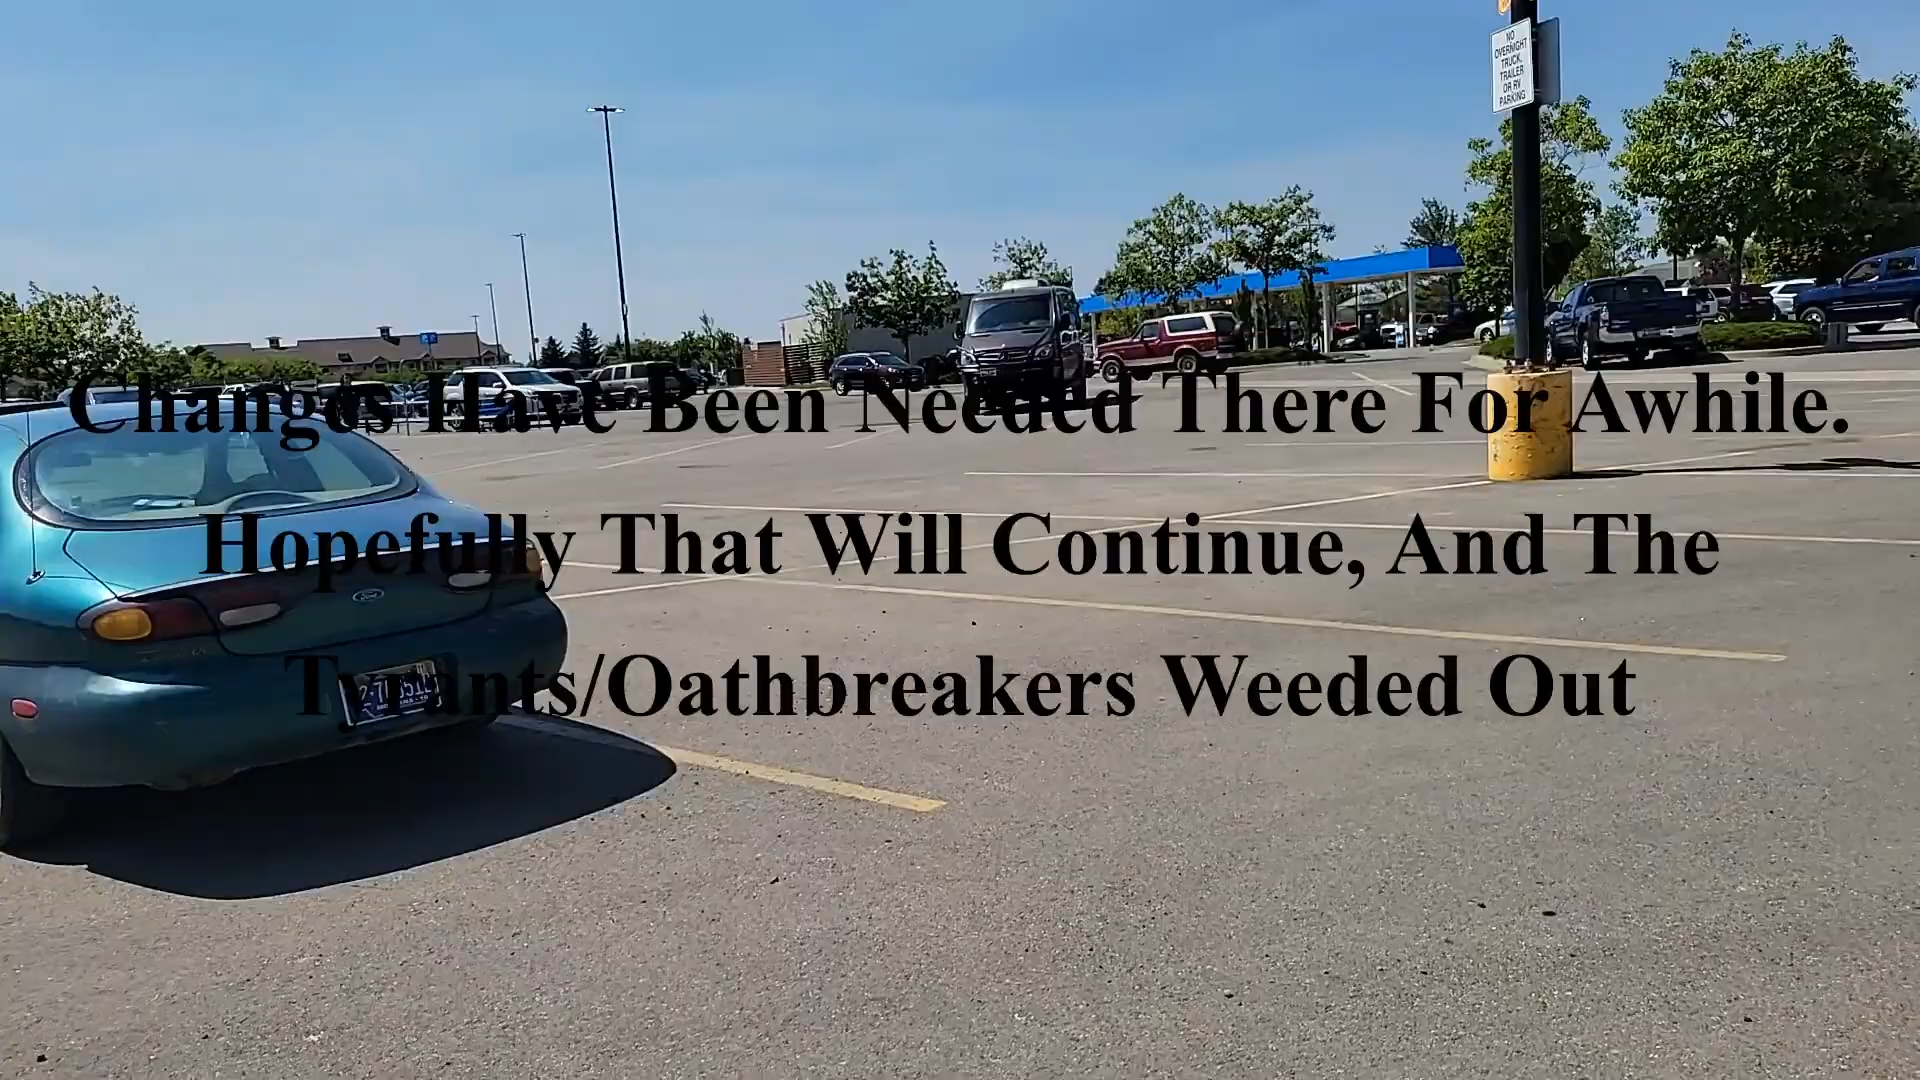 NO
OVERNIGHT
TRUCK,
TRAILER
OR RV
PARKING
Changes Have Been Needed There For Awhile.
Hopefully That Will Continue, And The
Tyrants/Oathbreakers Weeded Out
Ford